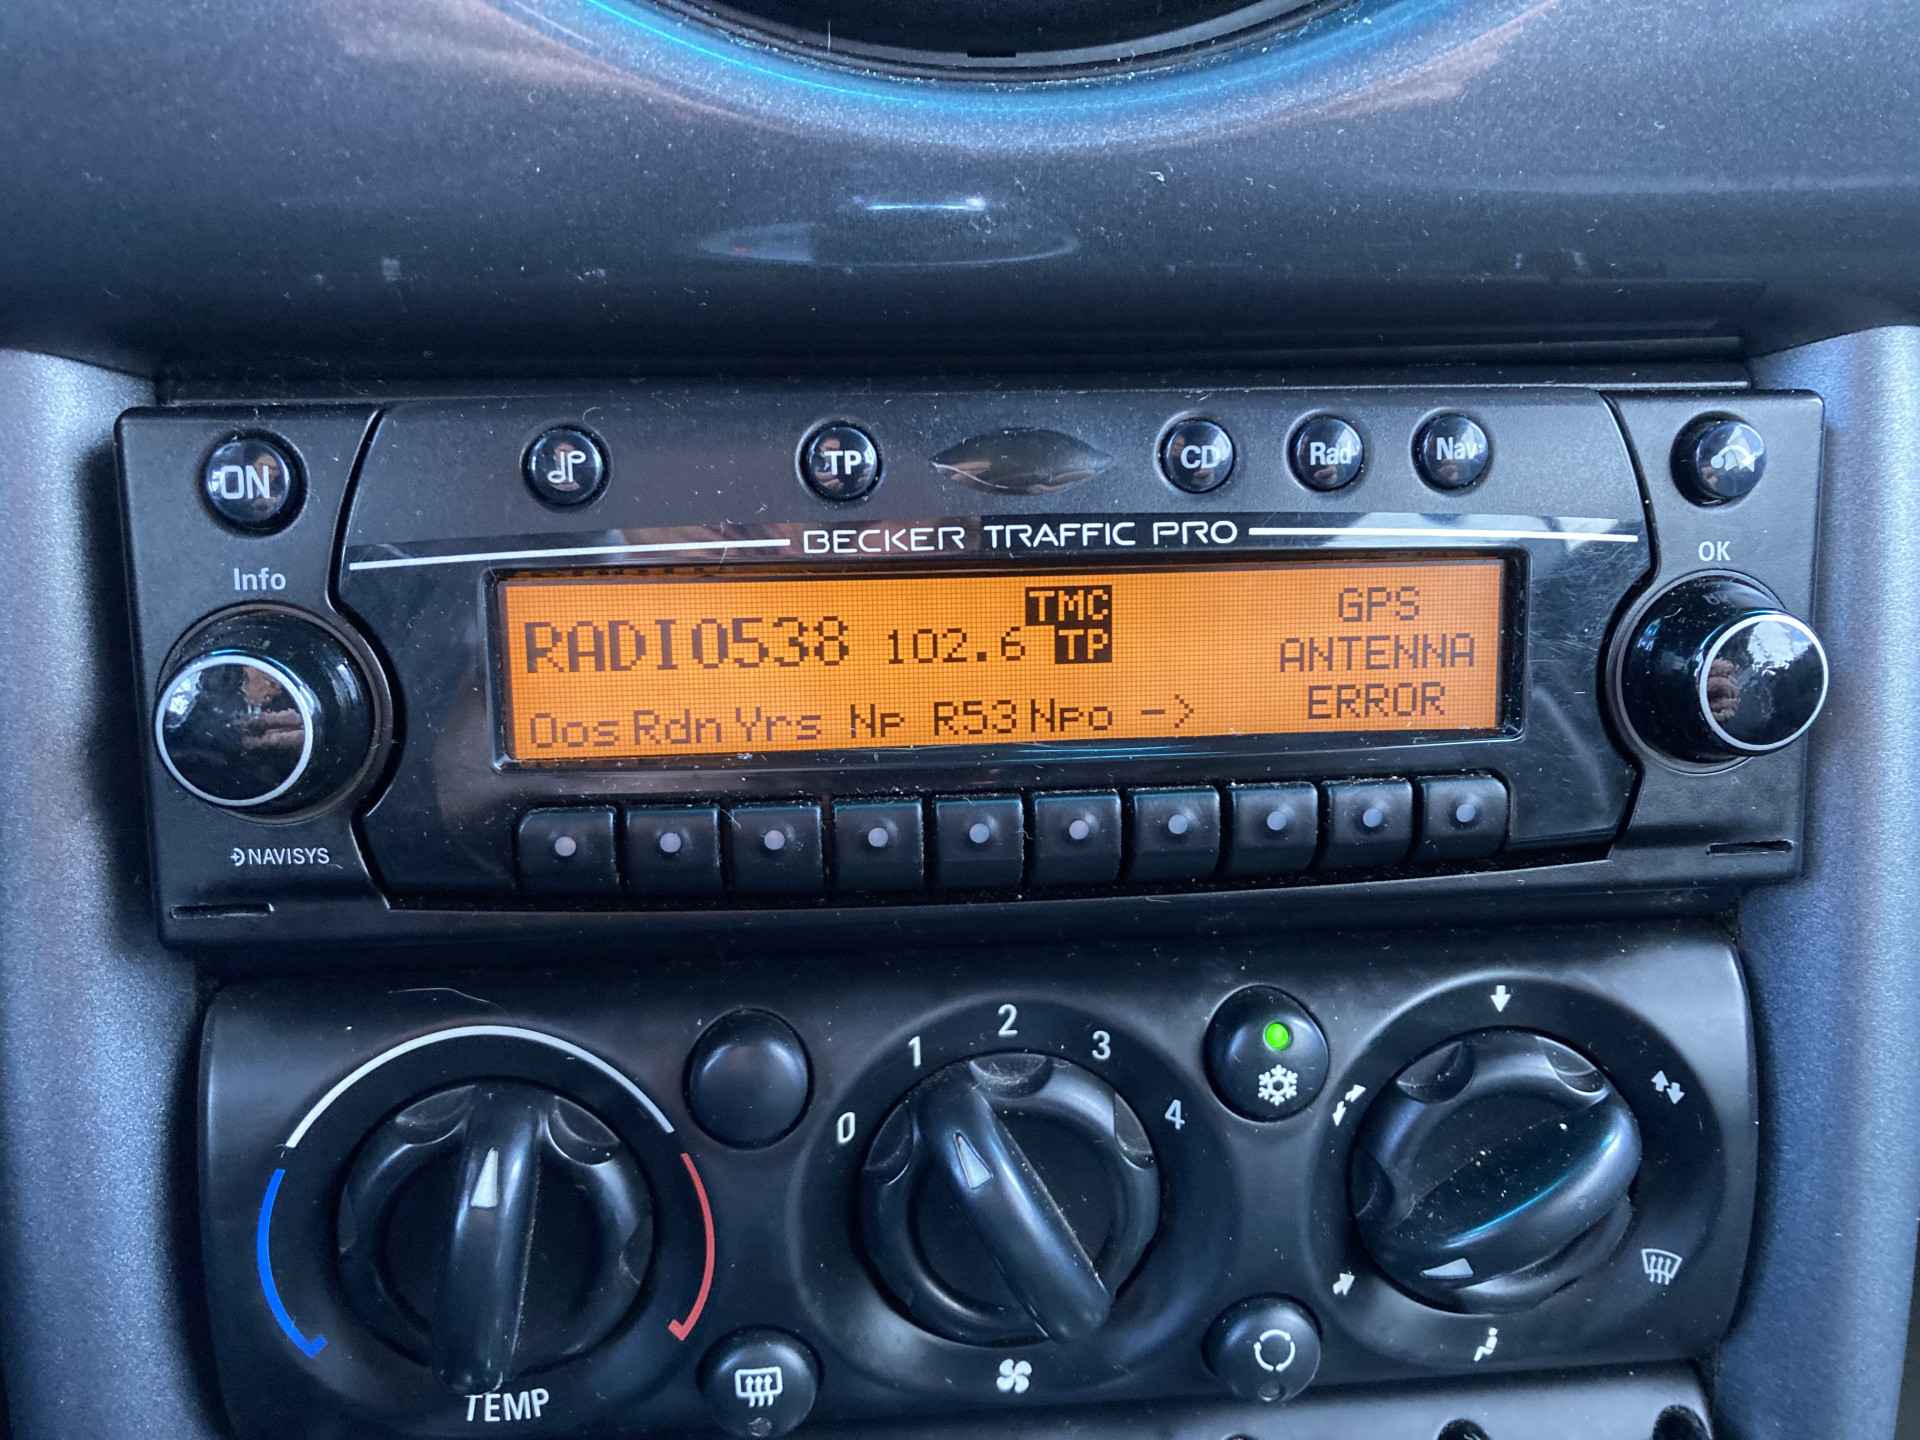 ON
TP
CD
Rad
Nav
BECKER TRAFFIC PRO
Info
OK
RADIO538 102.6 TMC
TP
GPS
ANTENNA
ERROR
Oos Rdn Yrs Np R53 Npo ->
NAVISYS
0 1 2 3 4
TEMP